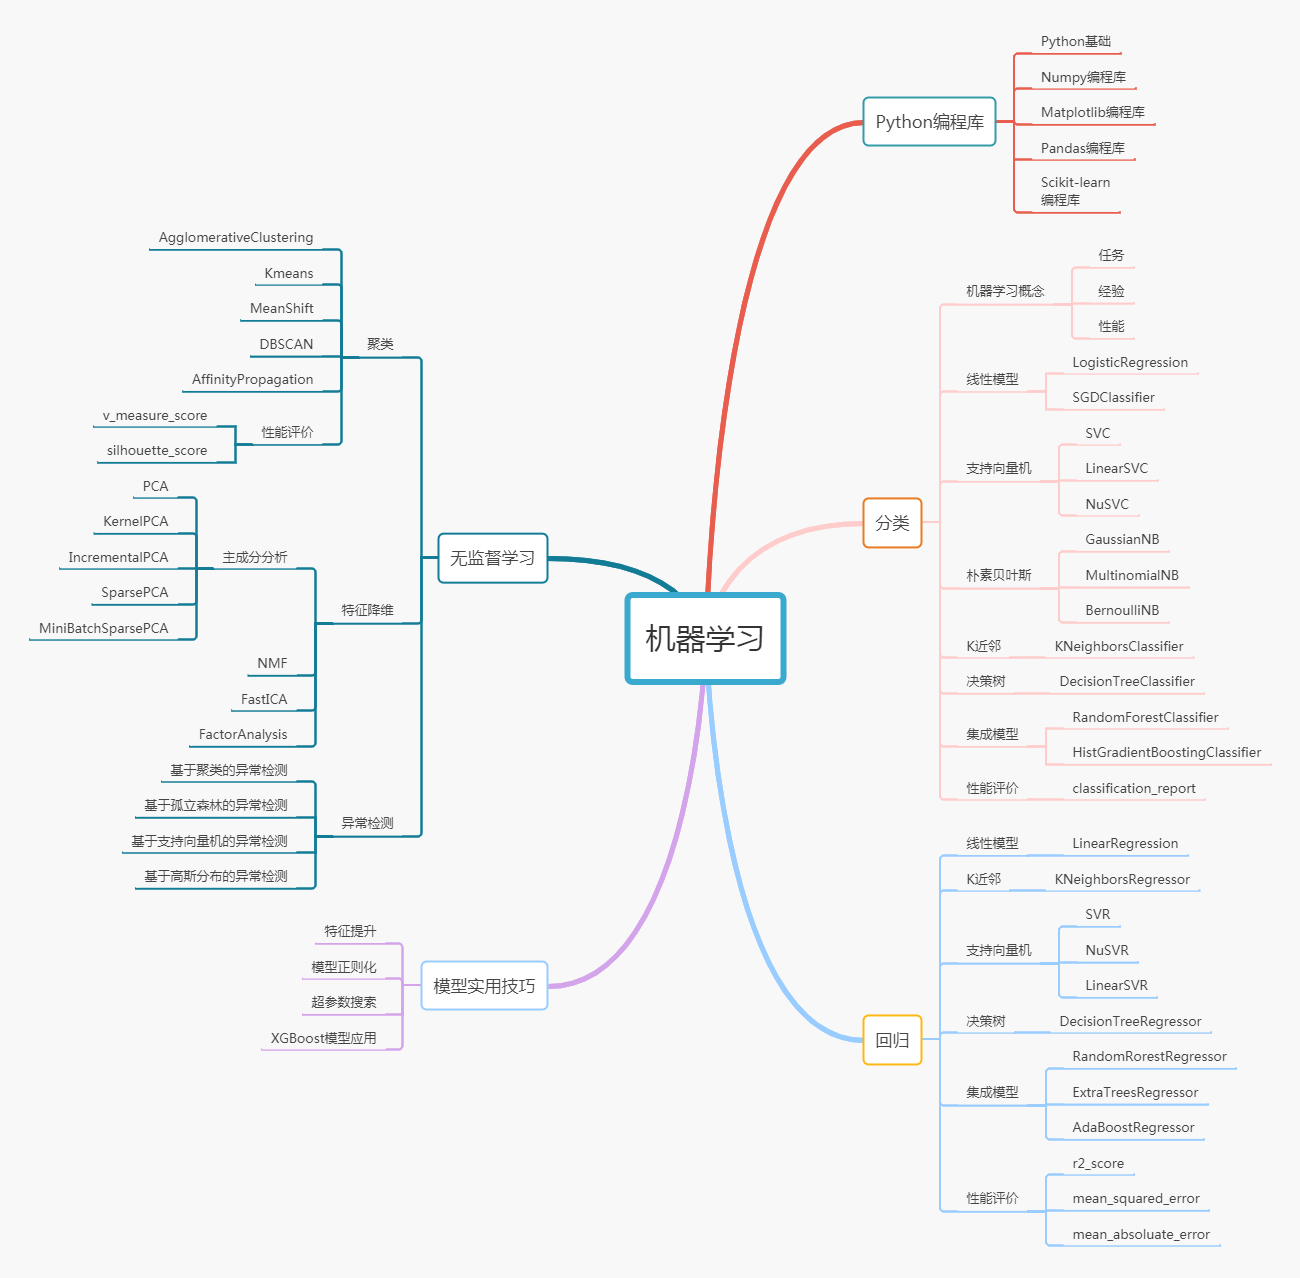 机器学习
Python编程库
Python基础
Numpy编程库
Matplotlib编程库
Pandas编程库
Scikit-learn
编程库
分类
机器学习概念
任务
经验
性能
线性模型
LogisticRegression
SGDClassifier
支持向量机
SVC
LinearSVC
NuSVC
朴素贝叶斯
GaussianNB
MultinomialNB
BernoulliNB
K近邻
KNeighborsClassifier
决策树
DecisionTreeClassifier
集成模型
RandomForestClassifier
HistGradientBoostingClassifier
性能评价
classification_report
回归
线性模型
LinearRegression
K近邻
KNeighborsRegressor
支持向量机
SVR
NuSVR
LinearSVR
决策树
DecisionTreeRegressor
集成模型
RandomRorestRegressor
ExtraTreesRegressor
AdaBoostRegressor
性能评价
r2_score
mean_squared_error
mean_absoluate_error
无监督学习
聚类
AgglomerativeClustering
Kmeans
MeanShift
DBSCAN
AffinityPropagation
性能评价
v_measure_score
silhouette_score
特征降维
主成分分析
PCA
KernelPCA
IncrementalPCA
SparsePCA
MiniBatchSparsePCA
NMF
FastICA
FactorAnalysis
异常检测
基于聚类的异常检测
基于孤立森林的异常检测
基于支持向量机的异常检测
基于高斯分布的异常检测
模型实用技巧
特征提升
模型正则化
超参数搜索
XGBoost模型应用